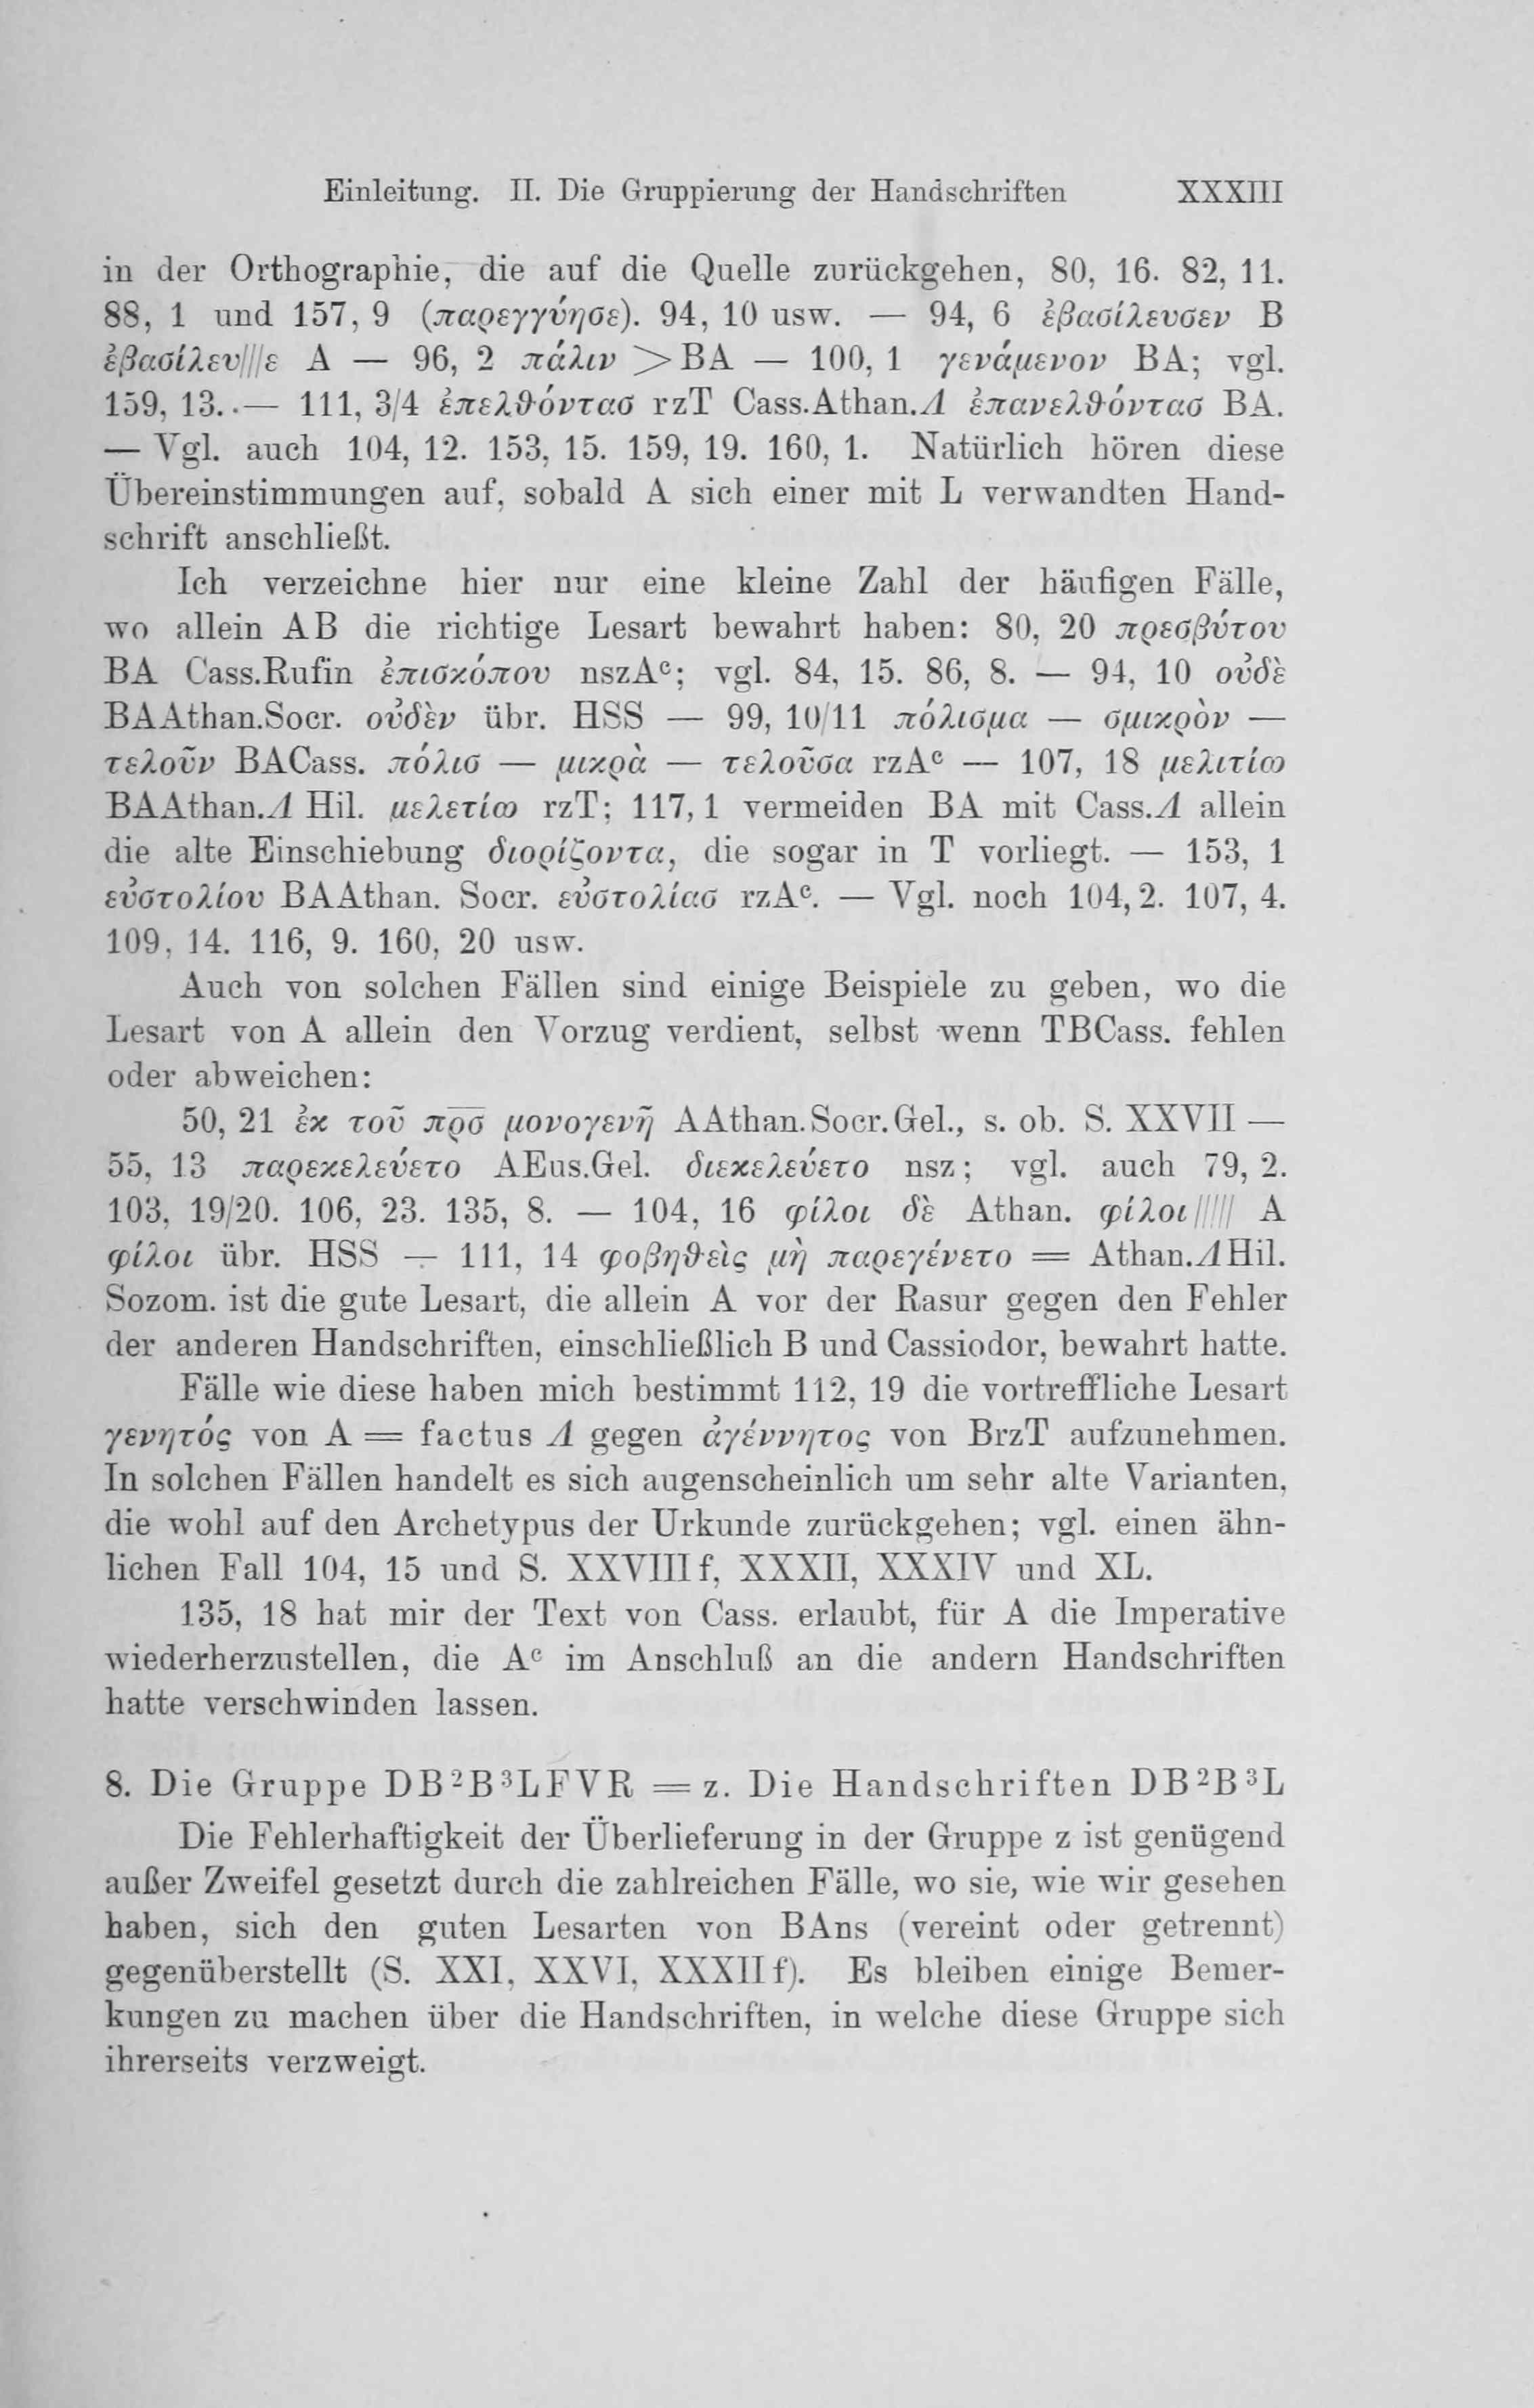 Einleitung. II. Die Gruppierung der Handschriften XXXIII
in der Orthographie, die auf die Quelle zurückgehen, 80, 16. 82, 11.
88, 1 und 157, 9 (παρεγγύησε). 94, 10 usw. — 94, 6 ἐβασίλευσεν B
ἐβασίλευ///ε A — 96, 2 πάλιν > BA — 100, 1 γενάμενον BA; vgl.
159, 13. — 111, 3/4 ἐπελθόντασ rzT Cass.Athan.Λ ἐπανελθόντασ BA.
— Vgl. auch 104, 12. 153, 15. 159, 19. 160, 1. Natürlich hören diese
Übereinstimmungen auf, sobald A sich einer mit L verwandten Hand-
schrift anschließt.
Ich verzeichne hier nur eine kleine Zahl der häufigen Fälle,
wo allein AB die richtige Lesart bewahrt haben: 80, 20 πρεσβύτου
BA Cass.Rufin ἐπισκόπου nszAᶜ; vgl. 84, 15. 86, 8. — 94, 10 οὐδὲ
BAAthan.Socr. οὐδὲν übr. HSS — 99, 10/11 πόλισμα — σμικρὸν —
τελοῦν BACass. πόλισ — μικρὰ — τελοῦσα rzAᶜ — 107, 18 μελιτίω
BAAthan.Λ Hil. μελετίω rzT; 117, 1 vermeiden BA mit Cass.Λ allein
die alte Einschiebung διορίζοντα, die sogar in T vorliegt. — 153, 1
εὐστολίου BAAthan. Socr. εὐστολίασ rzAᶜ. — Vgl. noch 104, 2. 107, 4.
109, 14. 116, 9. 160, 20 usw.
Auch von solchen Fällen sind einige Beispiele zu geben, wo die
Lesart von A allein den Vorzug verdient, selbst wenn TBCass. fehlen
oder abweichen:
50, 21 ἐκ τοῦ π̅ρ̅σ̅ μονογενῆ AAthan.Socr.Gel., s. ob. S. XXVII —
55, 13 παρεκελεύετο AEus.Gel. διεκελεύετο nsz; vgl. auch 79, 2.
103, 19/20. 106, 23. 135, 8. — 104, 16 φίλοι δὲ Athan. φίλοι///// A
φίλοι übr. HSS — 111, 14 φοβηθεὶς μὴ παρεγένετο = Athan.ΛHil.
Sozom. ist die gute Lesart, die allein A vor der Rasur gegen den Fehler
der anderen Handschriften, einschließlich B und Cassiodor, bewahrt hatte.
Fälle wie diese haben mich bestimmt 112, 19 die vortreffliche Lesart
γενητός von A = factus Λ gegen ἀγέννητος von BrzT aufzunehmen.
In solchen Fällen handelt es sich augenscheinlich um sehr alte Varianten,
die wohl auf den Archetypus der Urkunde zurückgehen; vgl. einen ähn-
lichen Fall 104, 15 und S. XXVIII f, XXXII, XXXIV und XL.
135, 18 hat mir der Text von Cass. erlaubt, für A die Imperative
wiederherzustellen, die Aᶜ im Anschluß an die andern Handschriften
hatte verschwinden lassen.
8. Die Gruppe DB²B³LFVR = z. Die Handschriften DB²B³L
Die Fehlerhaftigkeit der Überlieferung in der Gruppe z ist genügend
außer Zweifel gesetzt durch die zahlreichen Fälle, wo sie, wie wir gesehen
haben, sich den guten Lesarten von BAns (vereint oder getrennt)
gegenüberstellt (S. XXI, XXVI, XXXII f). Es bleiben einige Bemer-
kungen zu machen über die Handschriften, in welche diese Gruppe sich
ihrerseits verzweigt.